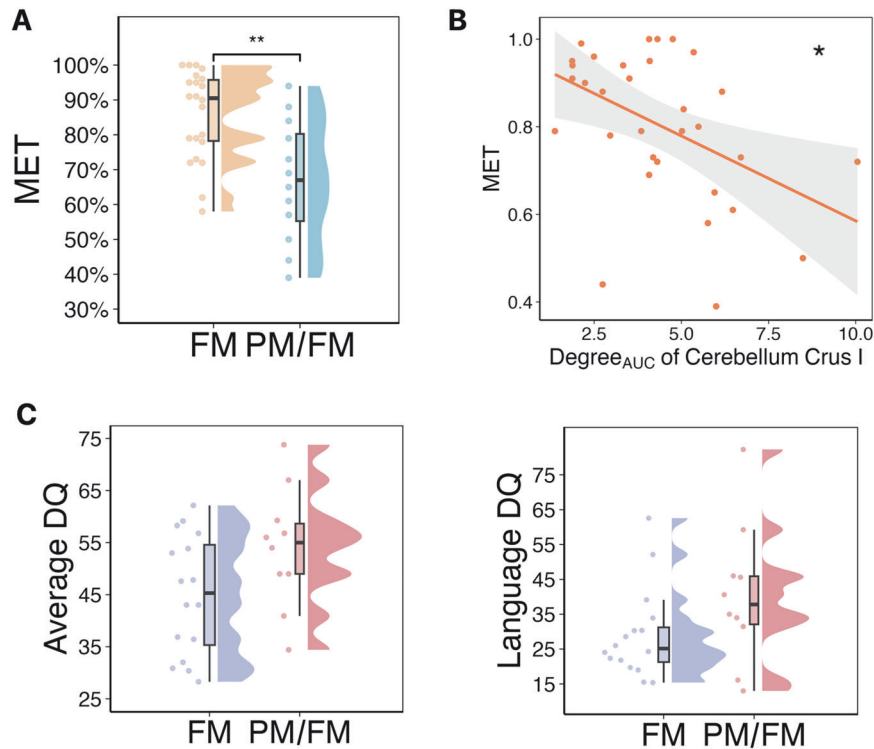 A
**
100%
90%
80%
70%
60%
50%
40%
30%
MET
FM PM/FM
B
*
1.0
0.8
0.6
0.4
MET
2.5 5.0 7.5 10.0
DegreeAUC of Cerebellum Crus I
C
75
65
55
45
35
25
Average DQ
FM PM/FM
75
65
55
45
35
25
15
Language DQ
FM PM/FM